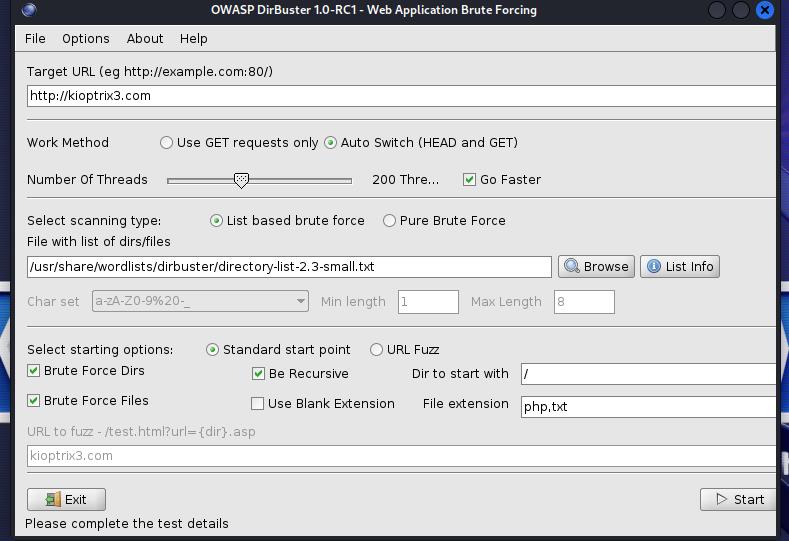 OWASP DirBuster 1.0-RC1 - Web Application Brute Forcing
File Options About Help
Target URL (eg http://example.com:80/)
http://kioptrix3.com
Work Method Use GET requests only Auto Switch (HEAD and GET)
Number Of Threads 200 Thre... Go Faster
Select scanning type: List based brute force Pure Brute Force
File with list of dirs/files
/usr/share/wordlists/dirbuster/directory-list-2.3-small.txt Browse List Info
Char set a-zA-Z0-9%20-_ Min length 1 Max Length 8
Select starting options: Standard start point URL Fuzz
Brute Force Dirs Be Recursive Dir to start with /
Brute Force Files Use Blank Extension File extension php,txt
URL to fuzz - /test.html?url={dir}.asp
kioptrix3.com
Exit Start
Please complete the test details